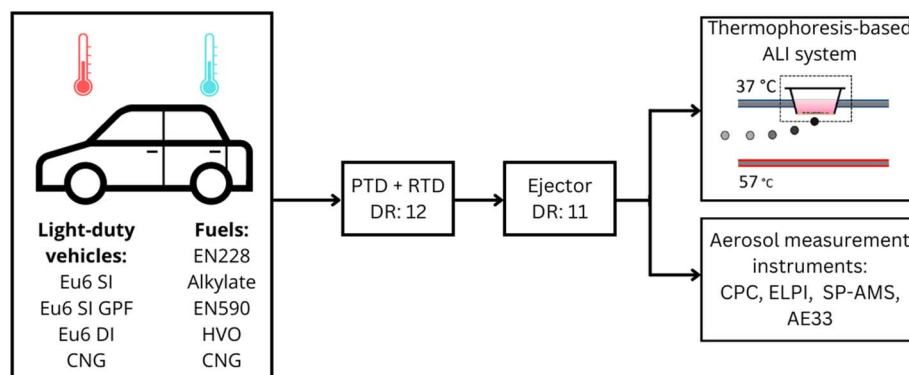 Light-duty
vehicles:
Eu6 SI
Eu6 SI GPF
Eu6 DI
CNG
Fuels:
EN228
Alkylate
EN590
HVO
CNG
PTD + RTD
DR: 12
Ejector
DR: 11
Thermophoresis-based
ALI system
37 °C
57 °C
Aerosol measurement
instruments:
CPC, ELPI, SP-AMS,
AE33